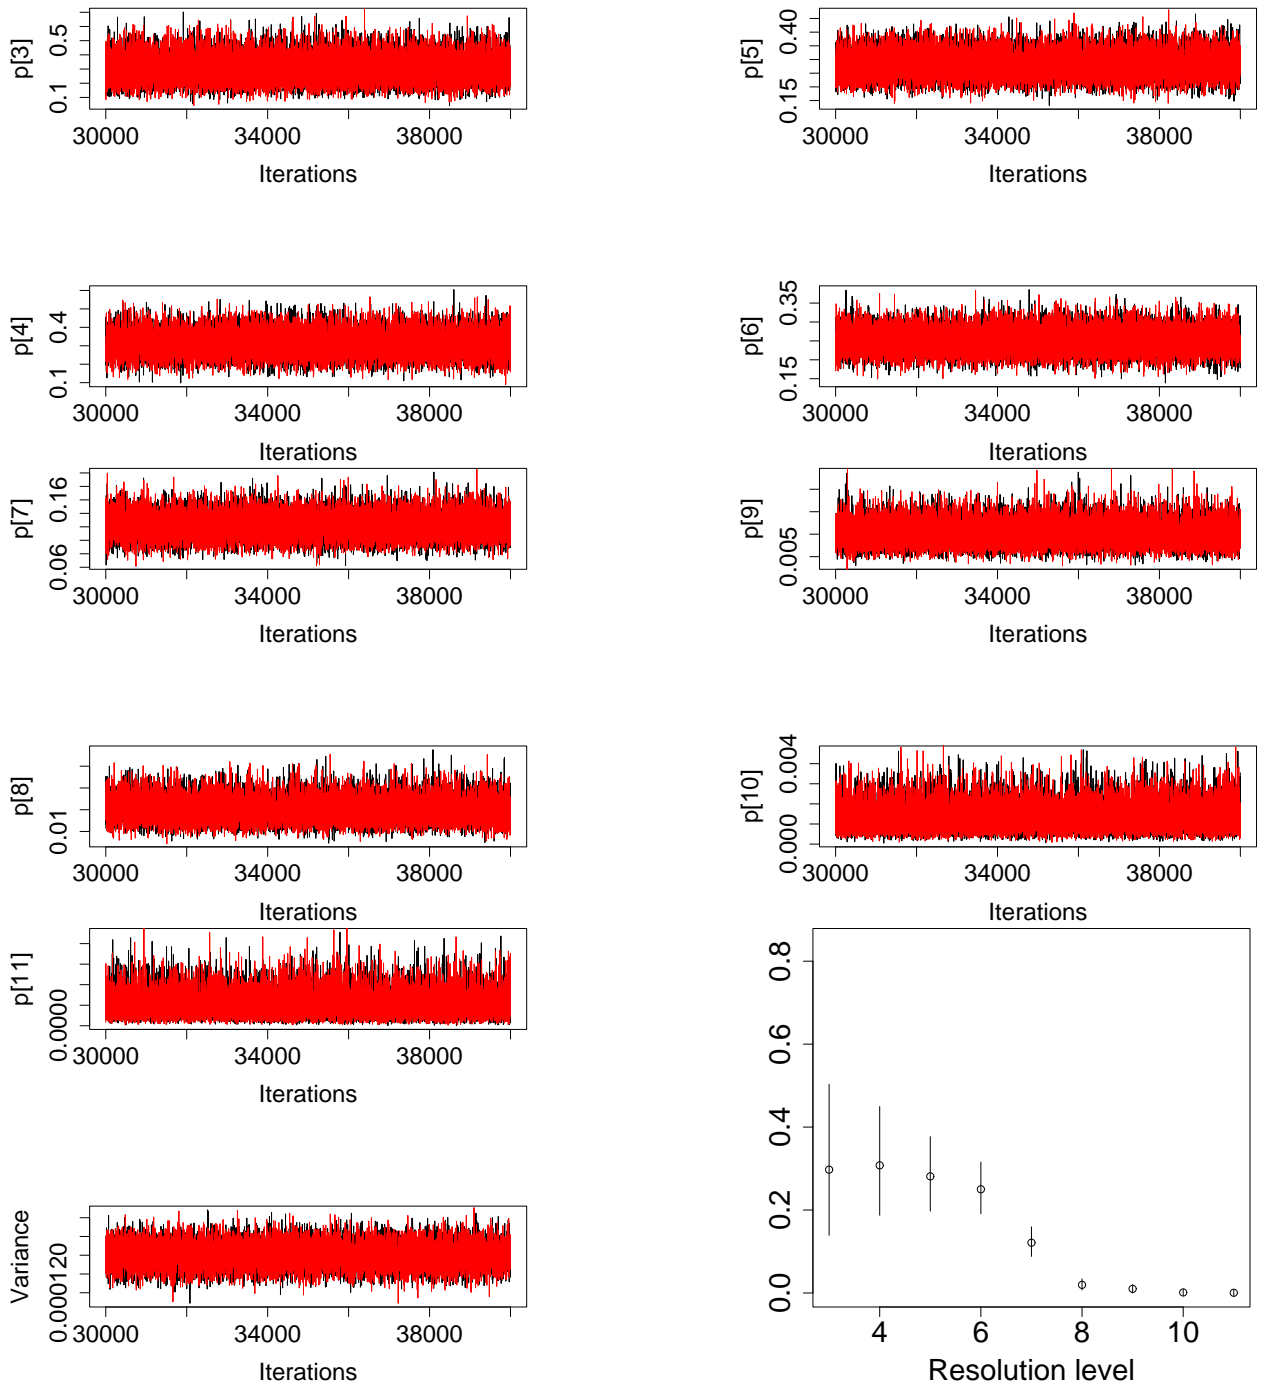 p[3]
0.1 0.5
30000 34000 38000
Iterations
p[5]
0.15 0.40
30000 34000 38000
Iterations
p[4]
0.1 0.4
30000 34000 38000
Iterations
p[6]
0.15 0.35
30000 34000 38000
Iterations
p[7]
0.06 0.16
30000 34000 38000
Iterations
p[9]
0.005
30000 34000 38000
Iterations
p[8]
0.01
30000 34000 38000
Iterations
p[10]
0.000 0.004
30000 34000 38000
Iterations
p[11]
0.0000
30000 34000 38000
Iterations
Variance
0.000120
30000 34000 38000
Iterations
0.0 0.2 0.4 0.6 0.8
4 6 8 10
Resolution level